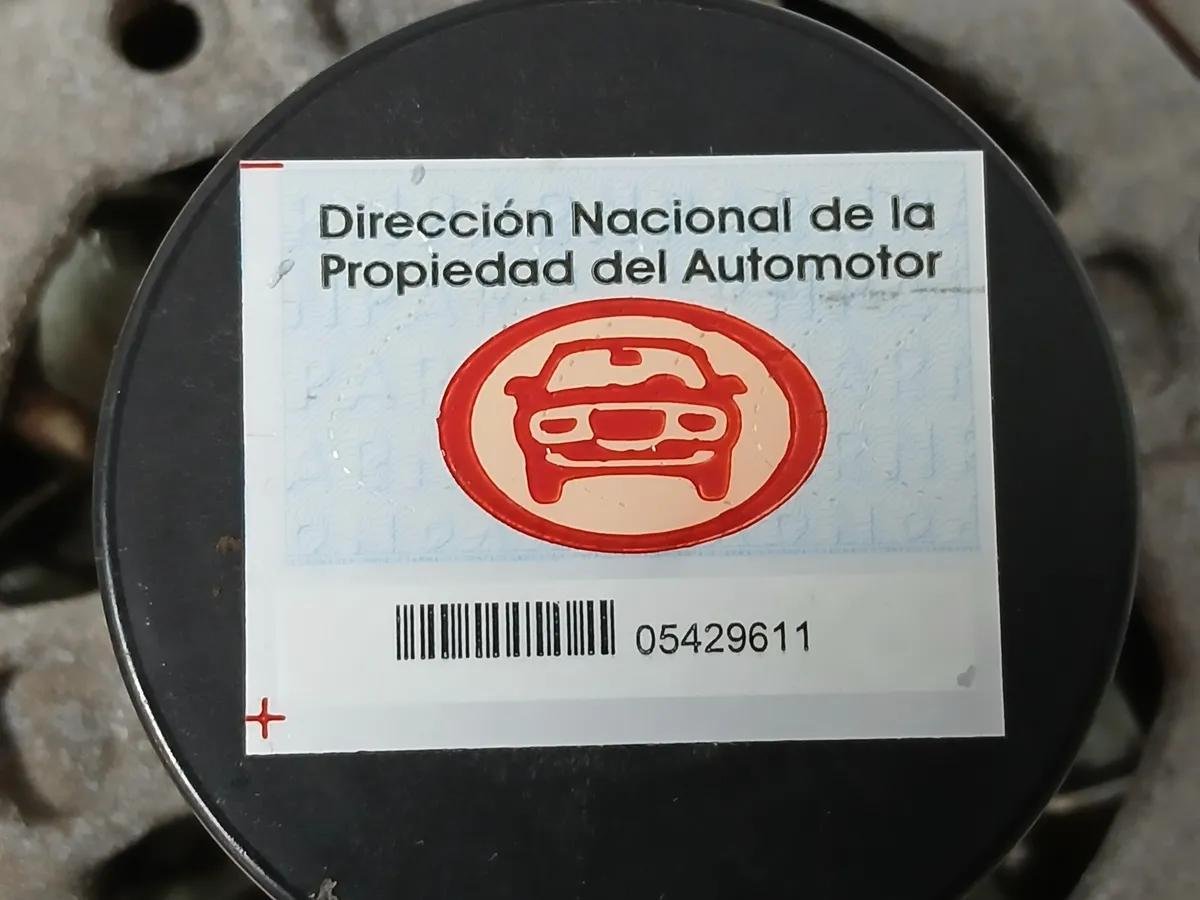 Dirección Nacional de la
Propiedad del Automotor
05429611